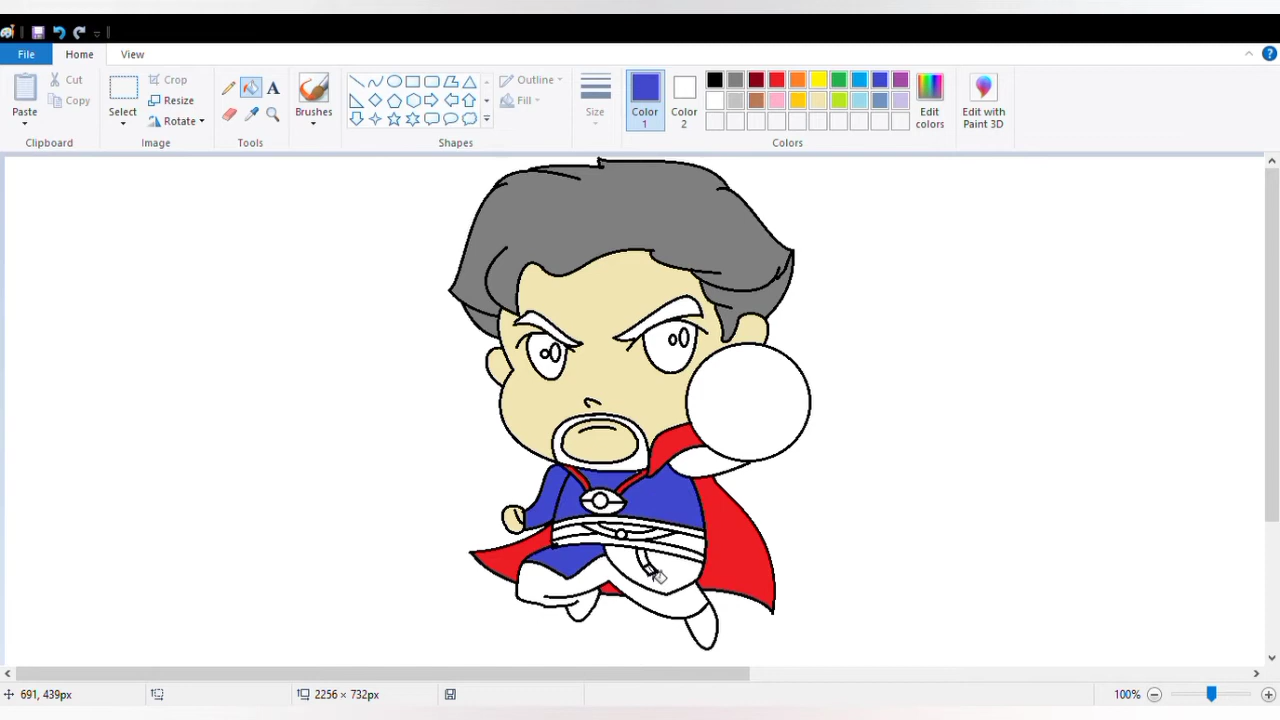 File Home View
Paste
Cut
Copy
Clipboard
Select
Crop
Resize
Rotate
Image
A
Tools
Brushes
Outline
Fill
Shapes
Size
Color 1
Color 2
Edit colors
Colors
Edit with Paint 3D
691, 439px 2256 × 732px 100%